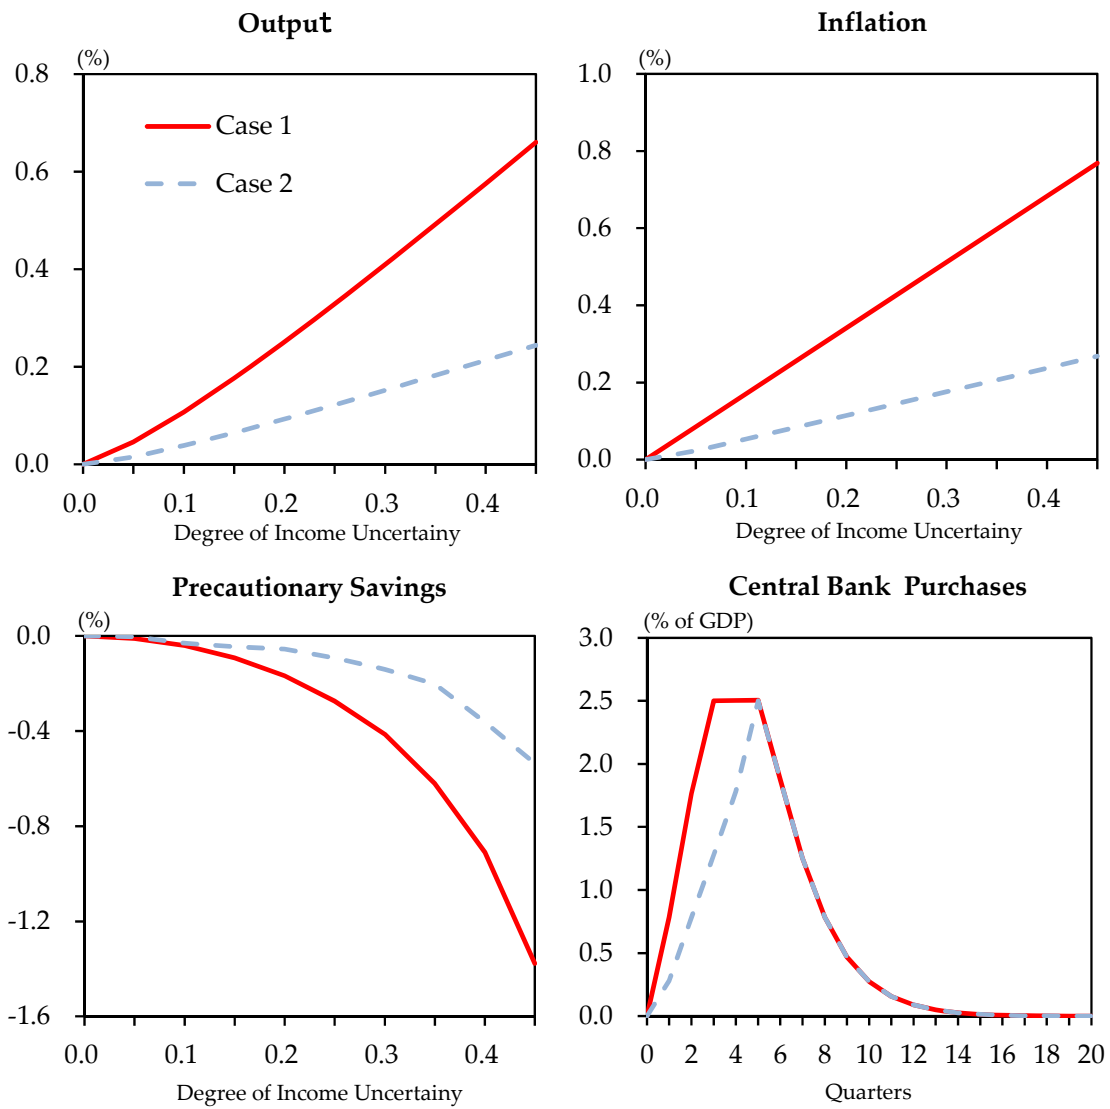 Output
(%)
0.8
0.6
0.4
0.2
0.0
Case 1
Case 2
0.0 0.1 0.2 0.3 0.4
Degree of Income Uncertainy
Inflation
(%)
1.0
0.8
0.6
0.4
0.2
0.0
0.0 0.1 0.2 0.3 0.4
Degree of Income Uncertainy
Precautionary Savings
(%)
0.0
-0.4
-0.8
-1.2
-1.6
0.0 0.1 0.2 0.3 0.4
Degree of Income Uncertainy
Central Bank Purchases
(% of GDP)
3.0
2.5
2.0
1.5
1.0
0.5
0.0
0 2 4 6 8 10 12 14 16 18 20
Quarters